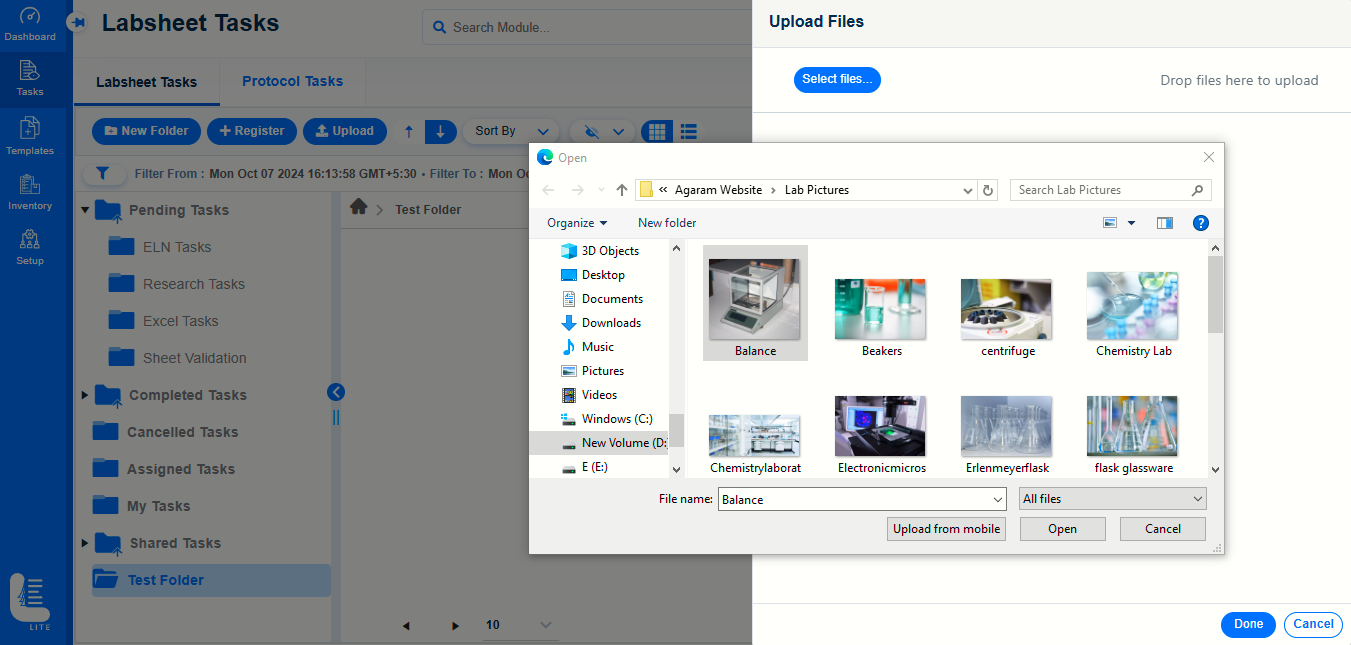 Dashboard
Tasks
Templates
Inventory
Setup
LITE
Labsheet Tasks
Search Module...
Labsheet Tasks
Protocol Tasks
New Folder
Register
Upload
Sort By
Filter From : Mon Oct 07 2024 16:13:58 GMT+5:30 • Filter To : Mon Oc
Pending Tasks
ELN Tasks
Research Tasks
Excel Tasks
Sheet Validation
Completed Tasks
Cancelled Tasks
Assigned Tasks
My Tasks
Shared Tasks
Test Folder
Test Folder
10
Upload Files
Select files...
Drop files here to upload
Open
« Agaram Website › Lab Pictures
Search Lab Pictures
Organize
New folder
?
3D Objects
Desktop
Documents
Downloads
Music
Pictures
Videos
Windows (C:)
New Volume (D:
E (E:)
Balance
Beakers
centrifuge
Chemistry Lab
Chemistrylaborat
Electronicmicros
Erlenmeyerflask
flask glassware
File name: Balance
All files
Upload from mobile
Open
Cancel
Done
Cancel